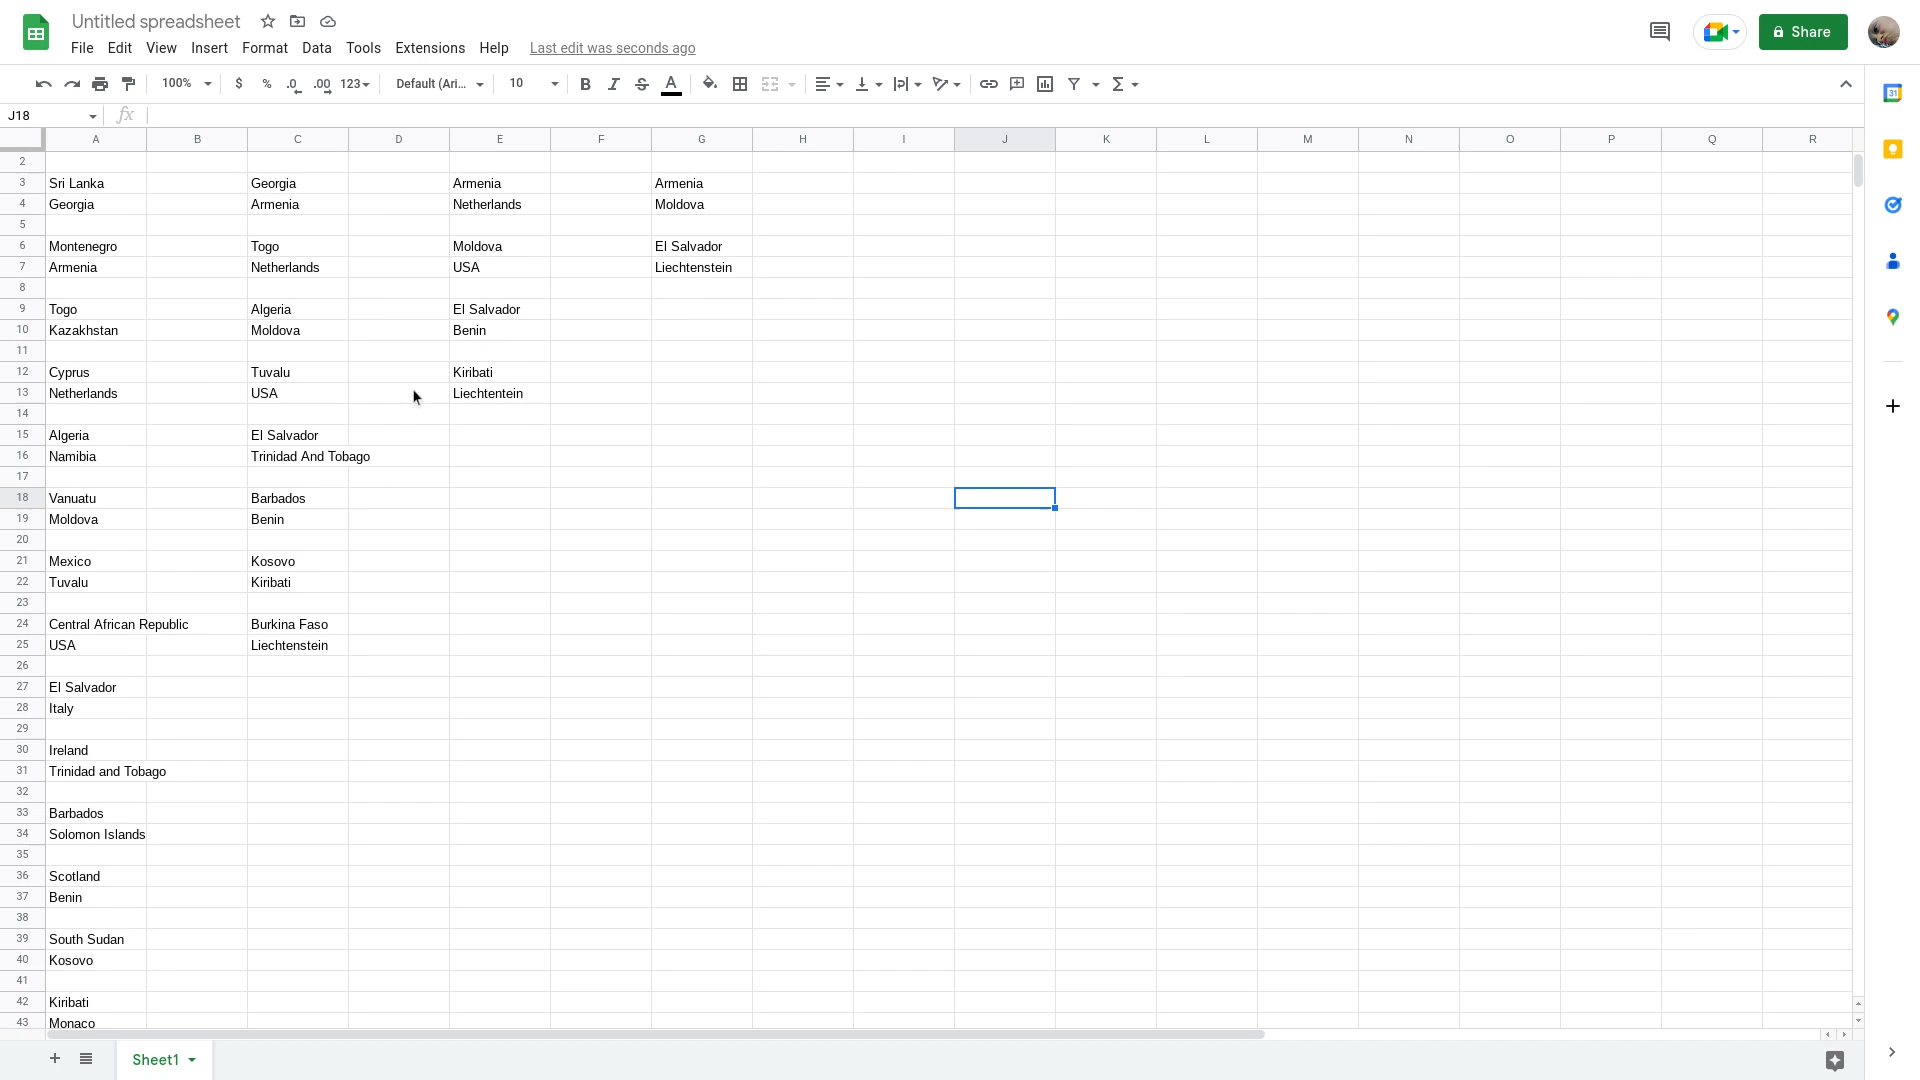 Untitled spreadsheet
File Edit View Insert Format Data Tools Extensions Help Last edit was seconds ago
Share
100% $ % .0 .00 123 Default (Ari... 10 B I S A Σ
31
J18 fx
A B C D E F G H I J K L M N O P Q R
2
3 Sri Lanka Georgia Armenia Armenia
4 Georgia Armenia Netherlands Moldova
5
6 Montenegro Togo Moldova El Salvador
7 Armenia Netherlands USA Liechtenstein
8
9 Togo Algeria El Salvador
10 Kazakhstan Moldova Benin
11
12 Cyprus Tuvalu Kiribati
13 Netherlands USA Liechtentein
14
15 Algeria El Salvador
16 Namibia Trinidad And Tobago
17
18 Vanuatu Barbados
19 Moldova Benin
20
21 Mexico Kosovo
22 Tuvalu Kiribati
23
24 Central African Republic Burkina Faso
25 USA Liechtenstein
26
27 El Salvador
28 Italy
29
30 Ireland
31 Trinidad and Tobago
32
33 Barbados
34 Solomon Islands
35
36 Scotland
37 Benin
38
39 South Sudan
40 Kosovo
41
42 Kiribati
43 Monaco
Sheet1